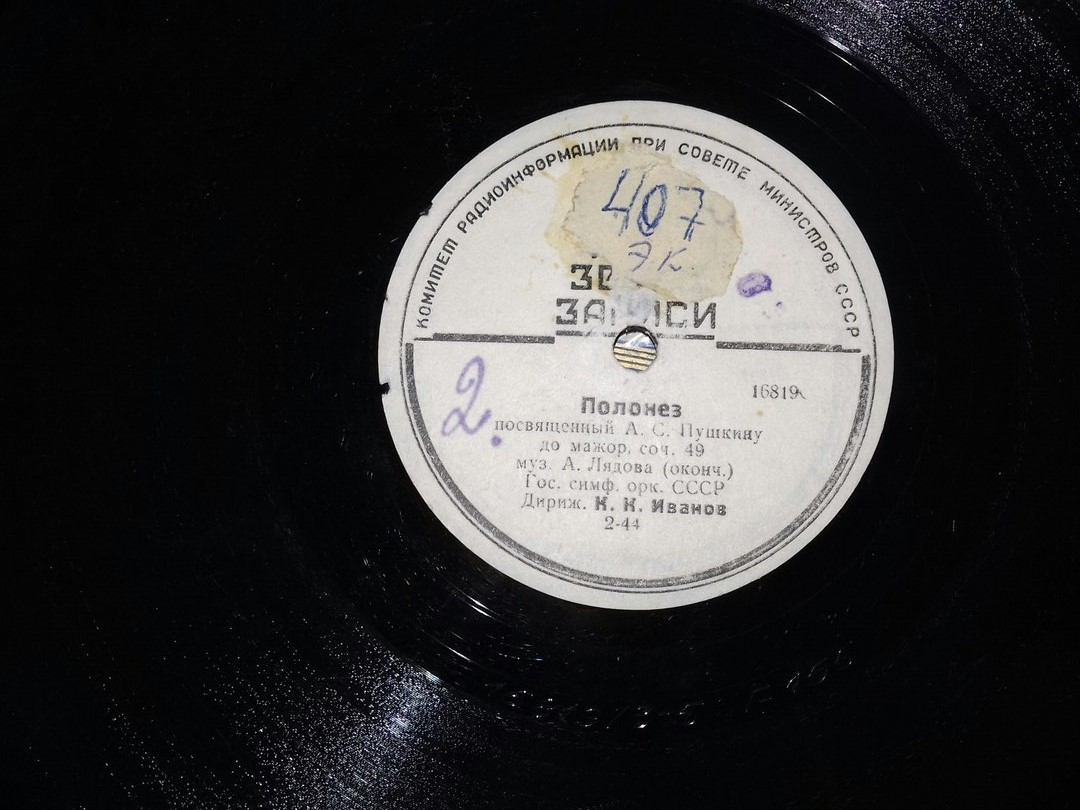 КОМИТЕТ РАДИОИНФОРМАЦИИ ПРИ СОВЕТЕ МИНИСТРОВ СССР
407
ЭК
ЗАПИСИ
2.
16819
Полонез
посвященный А. С. Пушкину
до мажор, соч. 49
муз. А. Лядова (оконч.)
Гос. симф. орк. СССР
Дириж. К. К. Иванов
2-44